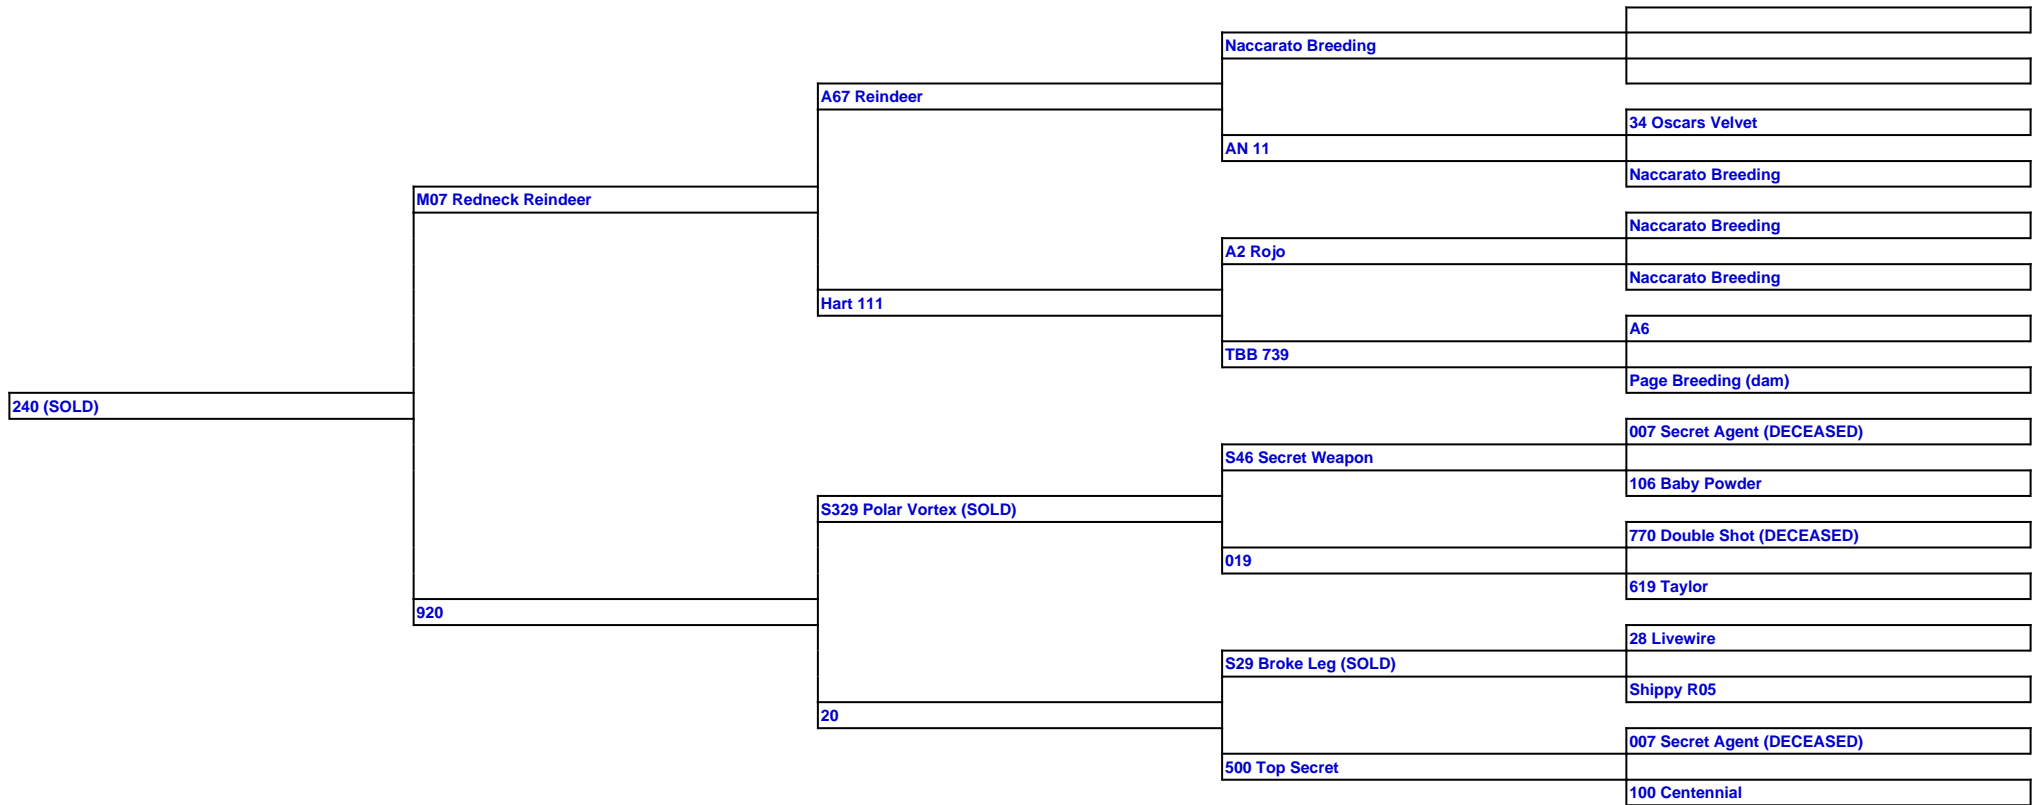 Naccarato Breeding
A67 Reindeer
34 Oscars Velvet
AN 11
Naccarato Breeding
M07 Redneck Reindeer
Naccarato Breeding
A2 Rojo
Naccarato Breeding
Hart 111
A6
TBB 739
Page Breeding (dam)
240 (SOLD)
007 Secret Agent (DECEASED)
S46 Secret Weapon
106 Baby Powder
S329 Polar Vortex (SOLD)
770 Double Shot (DECEASED)
019
619 Taylor
920
28 Livewire
S29 Broke Leg (SOLD)
Shippy R05
20
007 Secret Agent (DECEASED)
500 Top Secret
100 Centennial